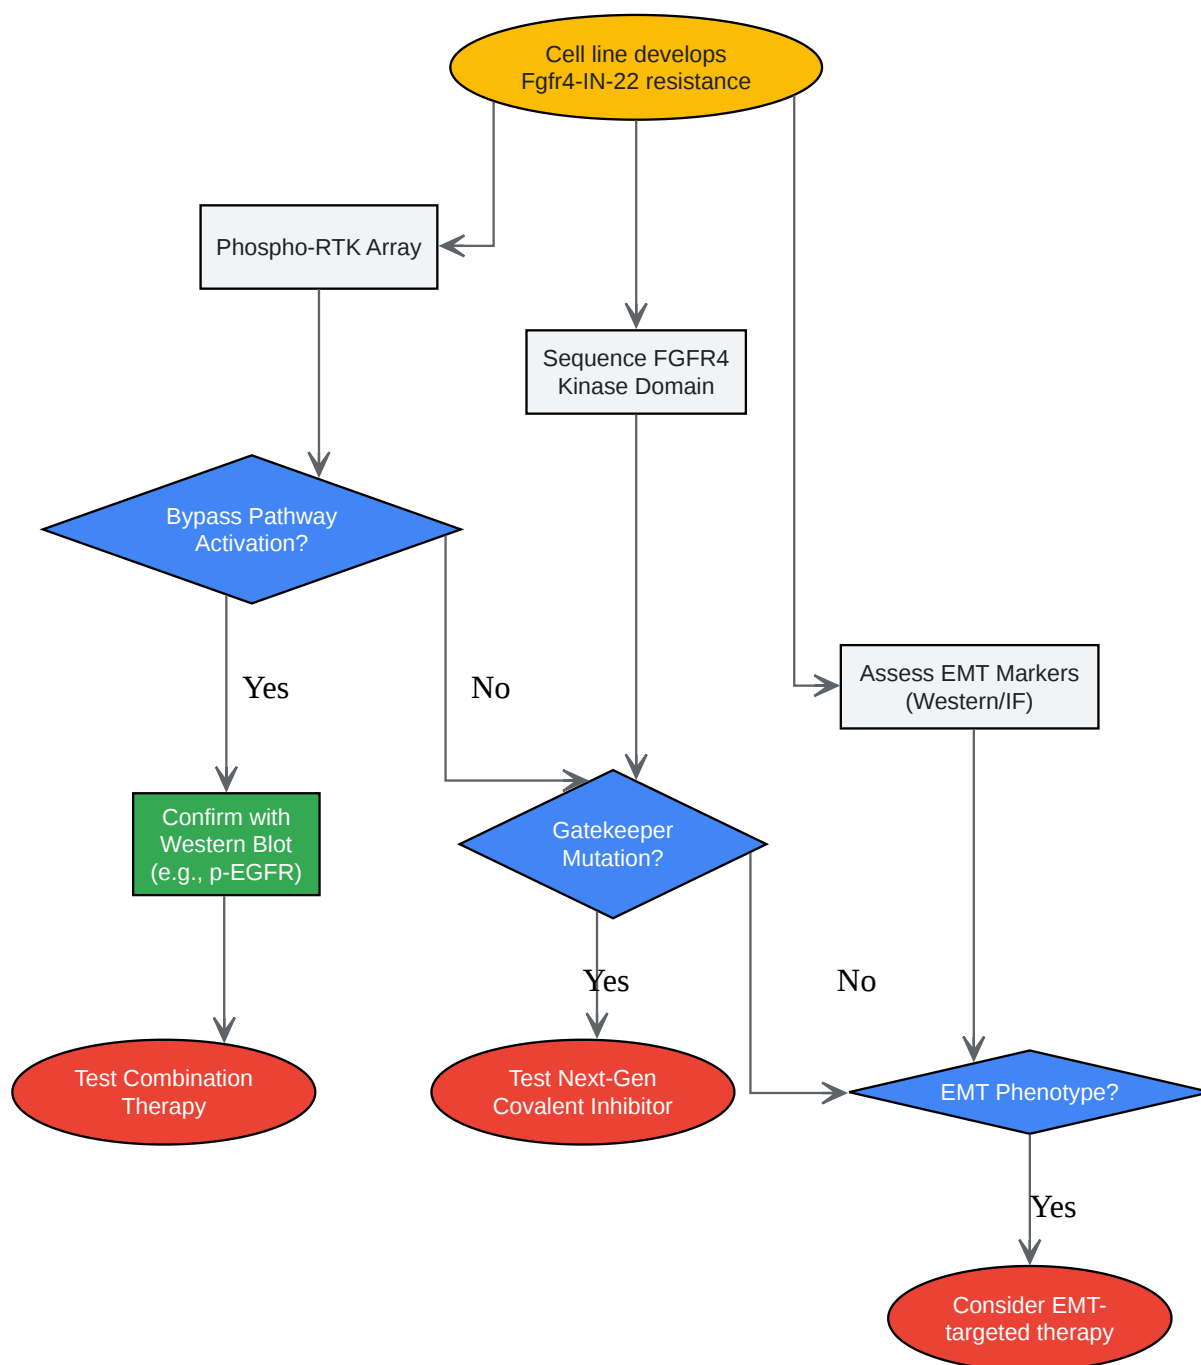 Cell line develops
Fgfr4-IN-22 resistance
Phospho-RTK Array
Sequence FGFR4
Kinase Domain
Bypass Pathway
Activation?
Yes
No
Assess EMT Markers
(Western/IF)
Confirm with
Western Blot
(e.g., p-EGFR)
Gatekeeper
Mutation?
Yes
No
Test Combination
Therapy
Test Next-Gen
Covalent Inhibitor
EMT Phenotype?
Yes
Consider EMT-
targeted therapy